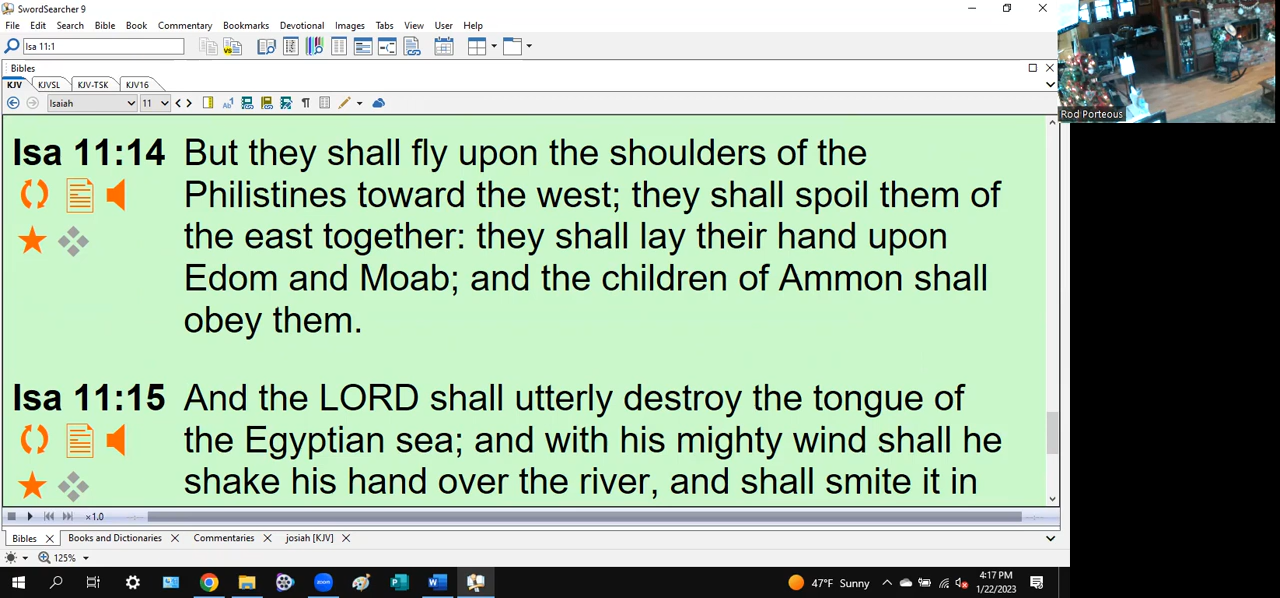 SwordSearcher 9
File Edit Search Bible Book Commentary Bookmarks Devotional Images Tabs View User Help
Isa 11:1
Bibles
KJV KJVSL KJV-TSK KJV16
Isaiah 11
Rod Porteous
Isa 11:14 But they shall fly upon the shoulders of the
Philistines toward the west; they shall spoil them of
the east together: they shall lay their hand upon
Edom and Moab; and the children of Ammon shall
obey them.
Isa 11:15 And the LORD shall utterly destroy the tongue of
the Egyptian sea; and with his mighty wind shall he
shake his hand over the river, and shall smite it in
x1.0
Bibles Books and Dictionaries Commentaries josiah [KJV]
125%
zoom 47°F Sunny 4:17 PM
1/22/2023